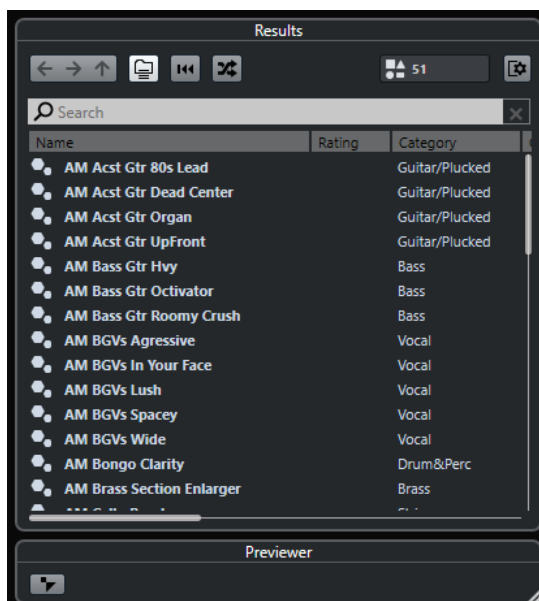 Results
51
Search
Name Rating Category
AM Acst Gtr 80s Lead Guitar/Plucked
AM Acst Gtr Dead Center Guitar/Plucked
AM Acst Gtr Organ Guitar/Plucked
AM Acst Gtr UpFront Guitar/Plucked
AM Bass Gtr Hvy Bass
AM Bass Gtr Octivator Bass
AM Bass Gtr Roomy Crush Bass
AM BGVs Agressive Vocal
AM BGVs In Your Face Vocal
AM BGVs Lush Vocal
AM BGVs Spacey Vocal
AM BGVs Wide Vocal
AM Bongo Clarity Drum&Perc
AM Brass Section Enlarger Brass
Previewer